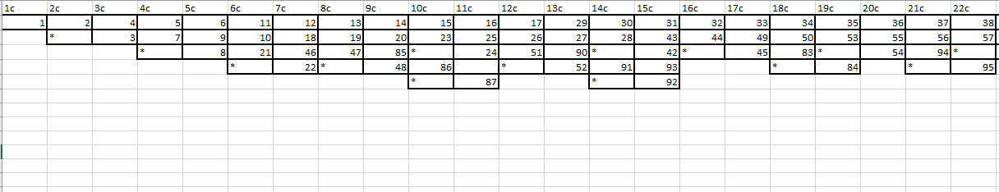 1c 2c 3c 4c 5c 6c 7c 8c 9c 10c 11c 12c 13c 14c 15c 16c 17c 18c 19c 20c 21c 22c
1 2 4 5 6 11 12 13 14 15 16 17 29 30 31 32 33 34 35 36 37 38
* 3 7 9 10 18 19 20 23 25 26 27 28 43 44 49 50 53 55 56 57
* 8 21 46 47 85 * 24 51 90 * 42 * 45 83 * 54 94 *
* 22 * 48 86 * 52 91 93 * 84 * 95
* 87 * 92